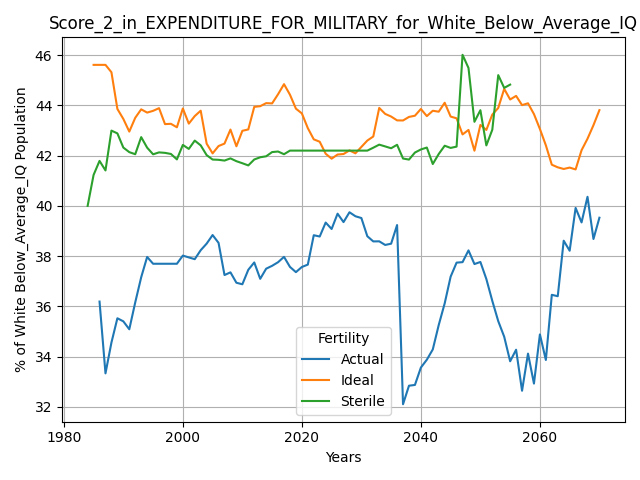 Score_2_in_EXPENDITURE_FOR_MILITARY_for_White_Below_Average_IQ
% of White Below_Average_IQ Population
46
44
42
40
38
36
34
32
Fertility
Actual
Ideal
Sterile
1980 2000 2020 2040 2060
Years